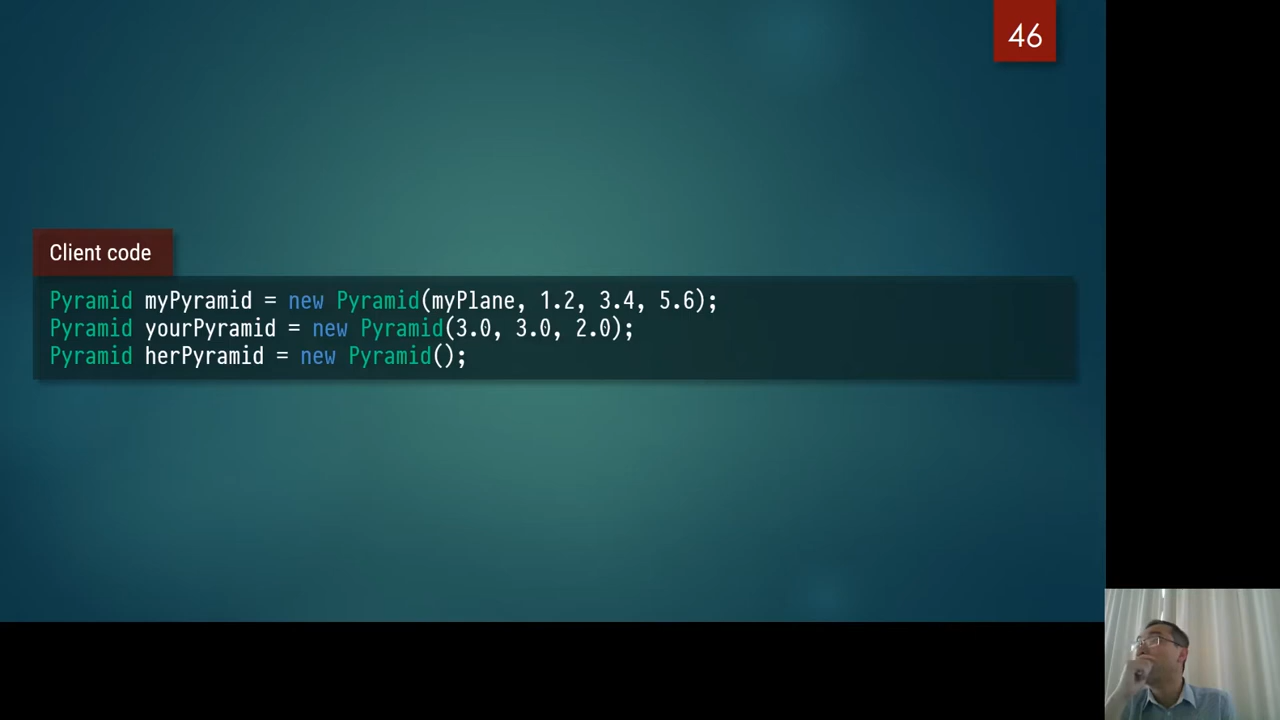 46
Client code
Pyramid myPyramid = new Pyramid(myPlane, 1.2, 3.4, 5.6);
Pyramid yourPyramid = new Pyramid(3.0, 3.0, 2.0);
Pyramid herPyramid = new Pyramid();